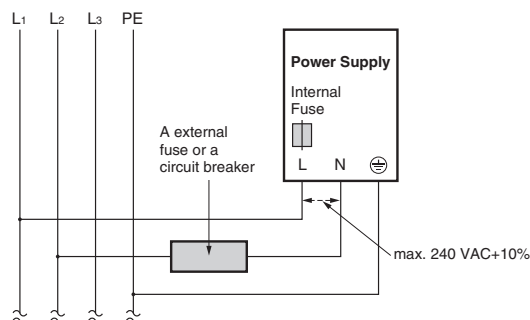 L1 L2 L3 PE
Power Supply
Internal
Fuse
A external
fuse or a
circuit breaker
L N
max. 240 VAC+10%